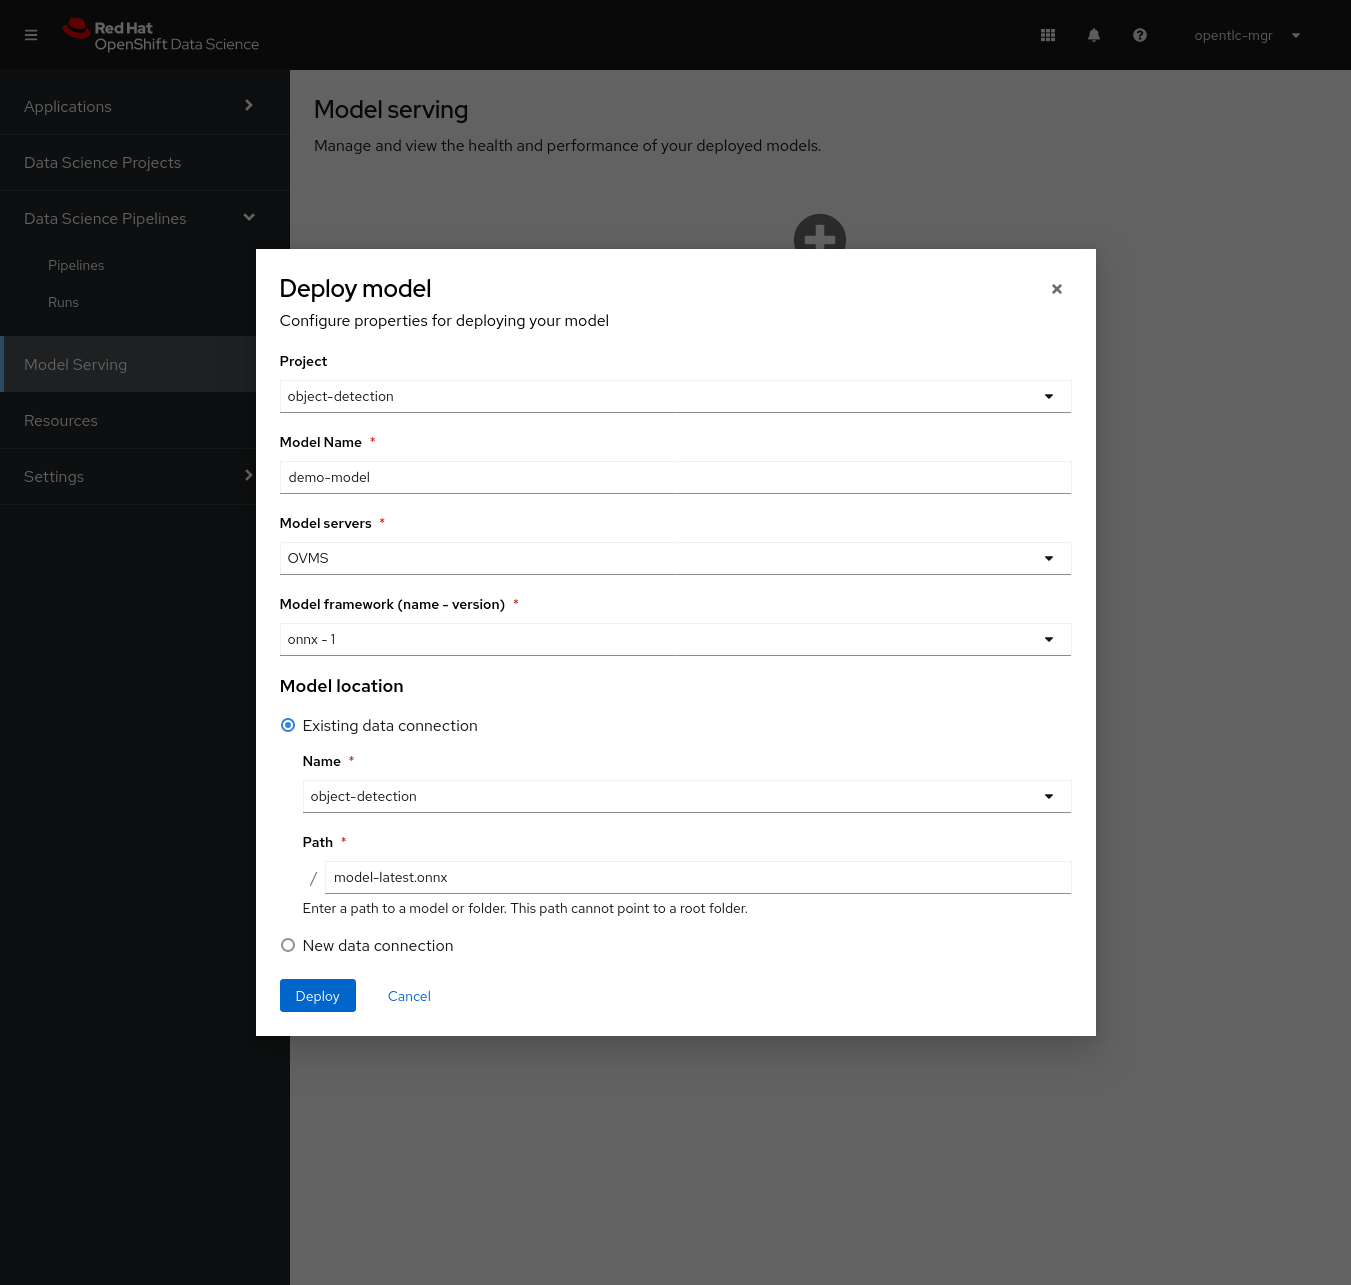 Red Hat
OpenShift Data Science
opentlc-mgr
Applications
Data Science Projects
Data Science Pipelines
Pipelines
Runs
Model Serving
Resources
Settings
Model serving
Manage and view the health and performance of your deployed models.
Deploy model
Configure properties for deploying your model
Project
object-detection
Model Name *
demo-model
Model servers *
OVMS
Model framework (name - version) *
onnx - 1
Model location
Existing data connection
Name *
object-detection
Path *
/ model-latest.onnx
Enter a path to a model or folder. This path cannot point to a root folder.
New data connection
Deploy Cancel